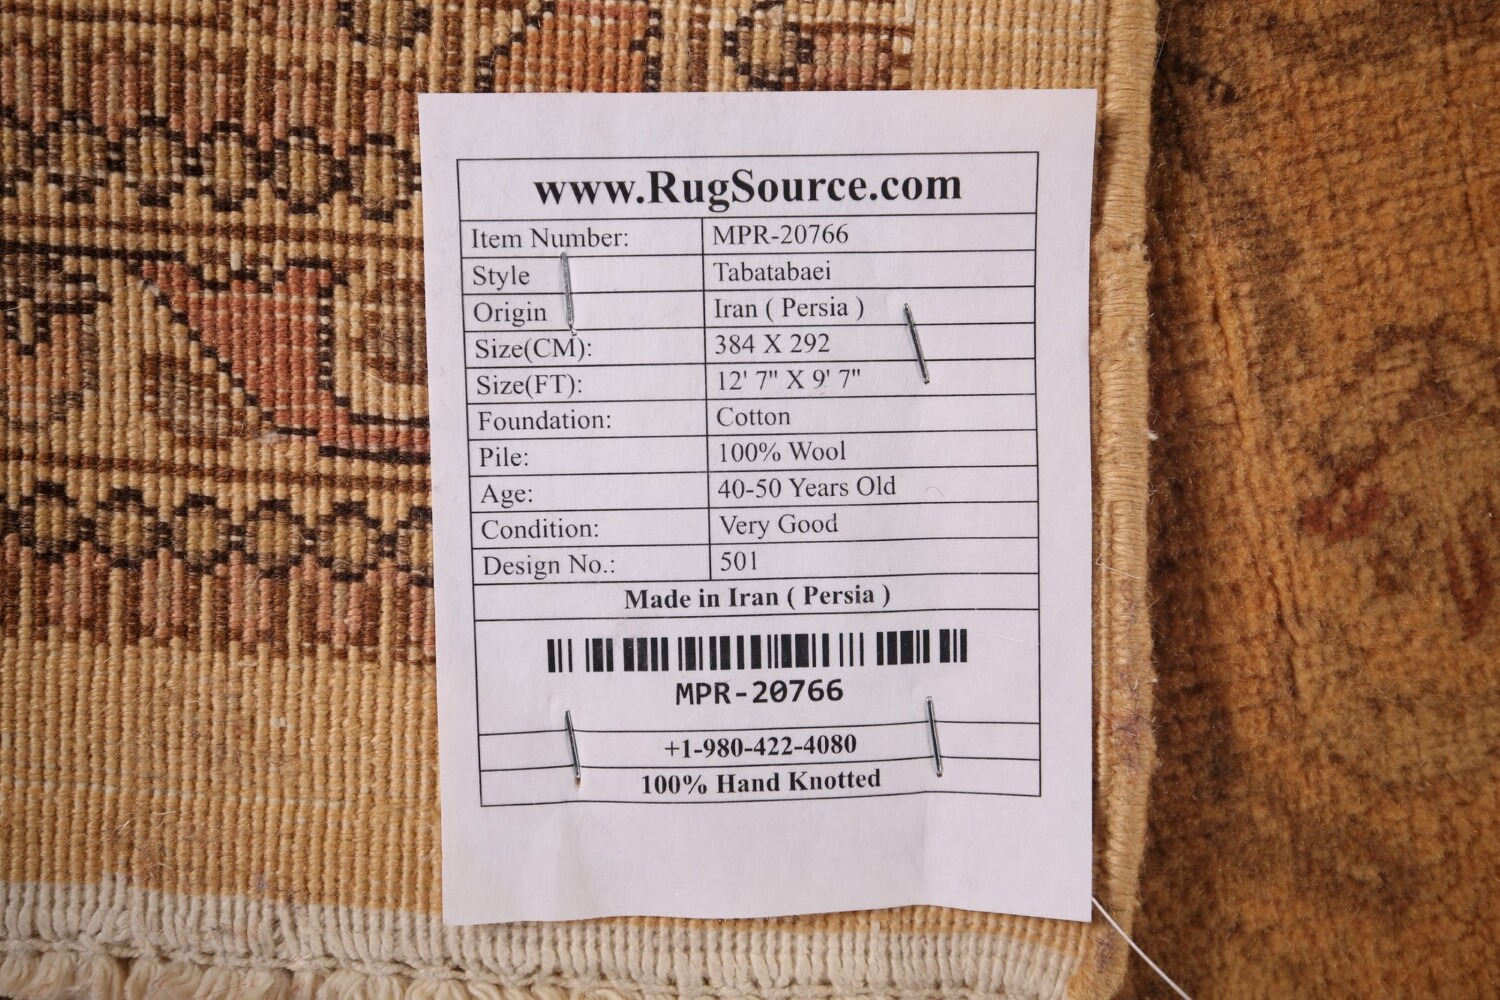 www.RugSource.com
Item Number: MPR-20766
Style Tabatabaei
Origin Iran ( Persia )
Size(CM): 384 X 292
Size(FT): 12' 7" X 9' 7"
Foundation: Cotton
Pile: 100% Wool
Age: 40-50 Years Old
Condition: Very Good
Design No.: 501
Made in Iran ( Persia )
MPR-20766
+1-980-422-4080
100% Hand Knotted